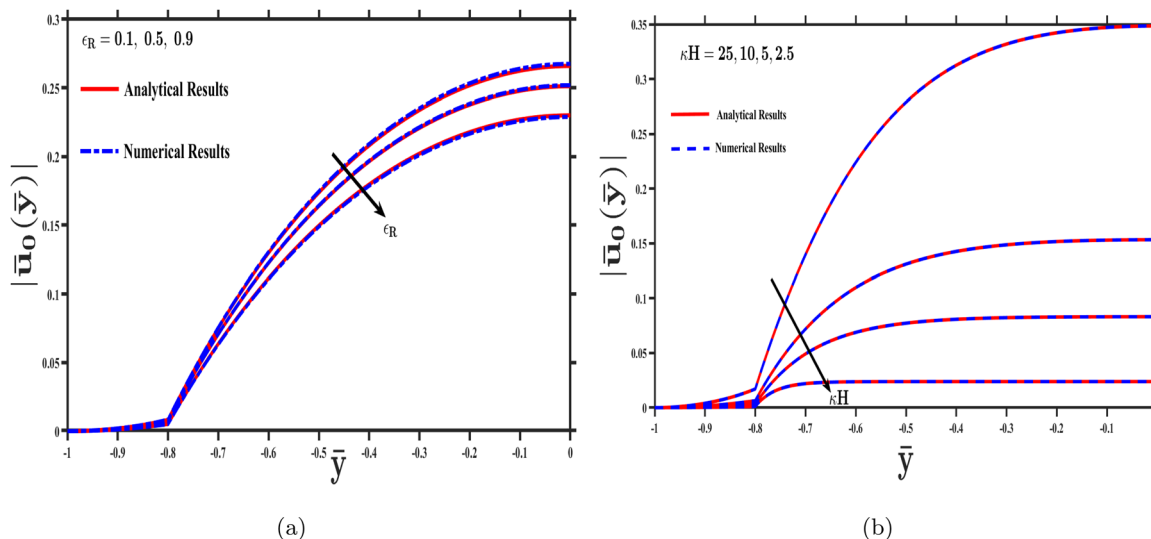 ϵ_R = 0.1, 0.5, 0.9
Analytical Results
Numerical Results
ϵ_R
|ū₀(ȳ)|
0.3
0.25
0.2
0.15
0.1
0.05
0
-1 -0.9 -0.8 -0.7 -0.6 -0.5 -0.4 -0.3 -0.2 -0.1 0
ȳ
(a)
κH = 25, 10, 5, 2.5
Analytical Results
Numerical Results
κH
|ū₀(ȳ)|
0.35
0.3
0.25
0.2
0.15
0.1
0.05
0
-1 -0.9 -0.8 -0.7 -0.6 -0.5 -0.4 -0.3 -0.2 -0.1
ȳ
(b)